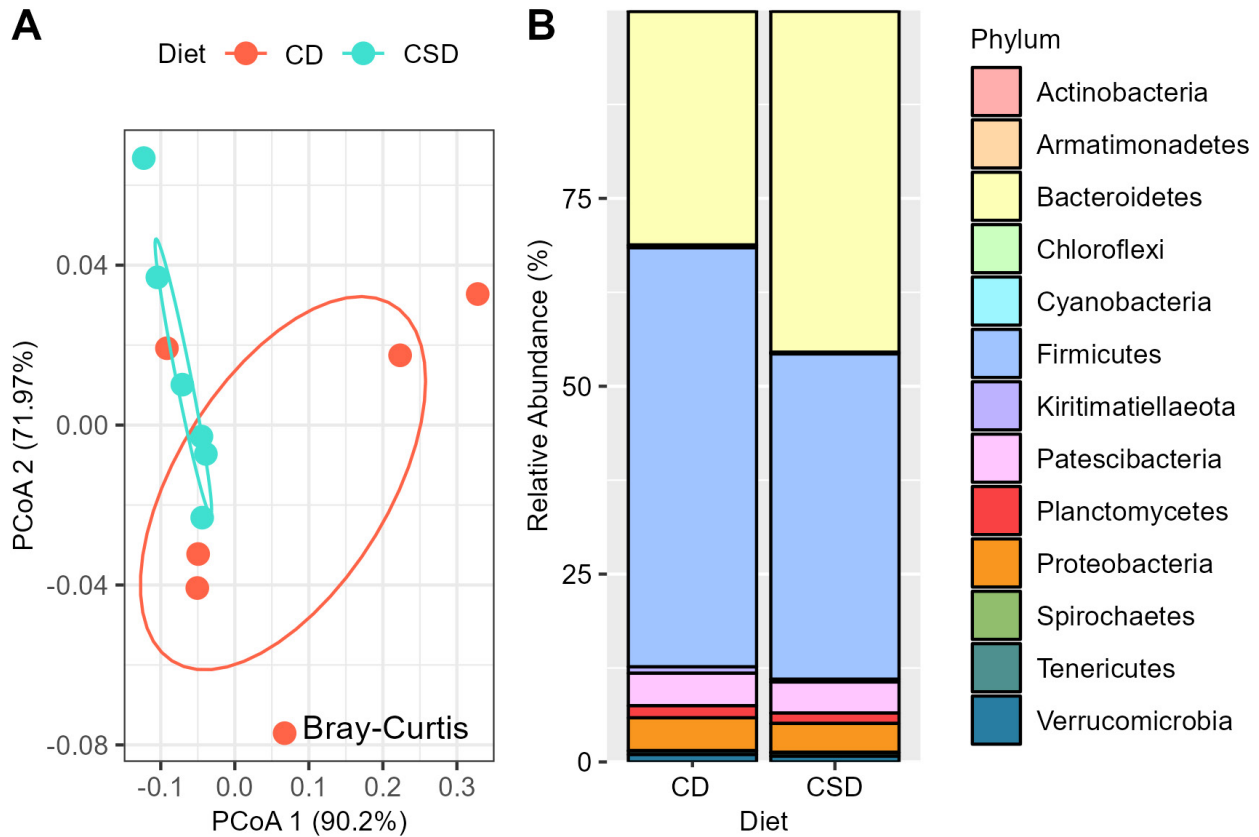 A
Diet CD CSD
PCoA 2 (71.97%)
0.04
0.00
-0.04
-0.08
Bray-Curtis
-0.1 0.0 0.1 0.2 0.3
PCoA 1 (90.2%)
B
Relative Abundance (%)
75
50
25
0
CD CSD
Diet
Phylum
Actinobacteria
Armatimonadetes
Bacteroidetes
Chloroflexi
Cyanobacteria
Firmicutes
Kiritimatiellaeota
Patescibacteria
Planctomycetes
Proteobacteria
Spirochaetes
Tenericutes
Verrucomicrobia